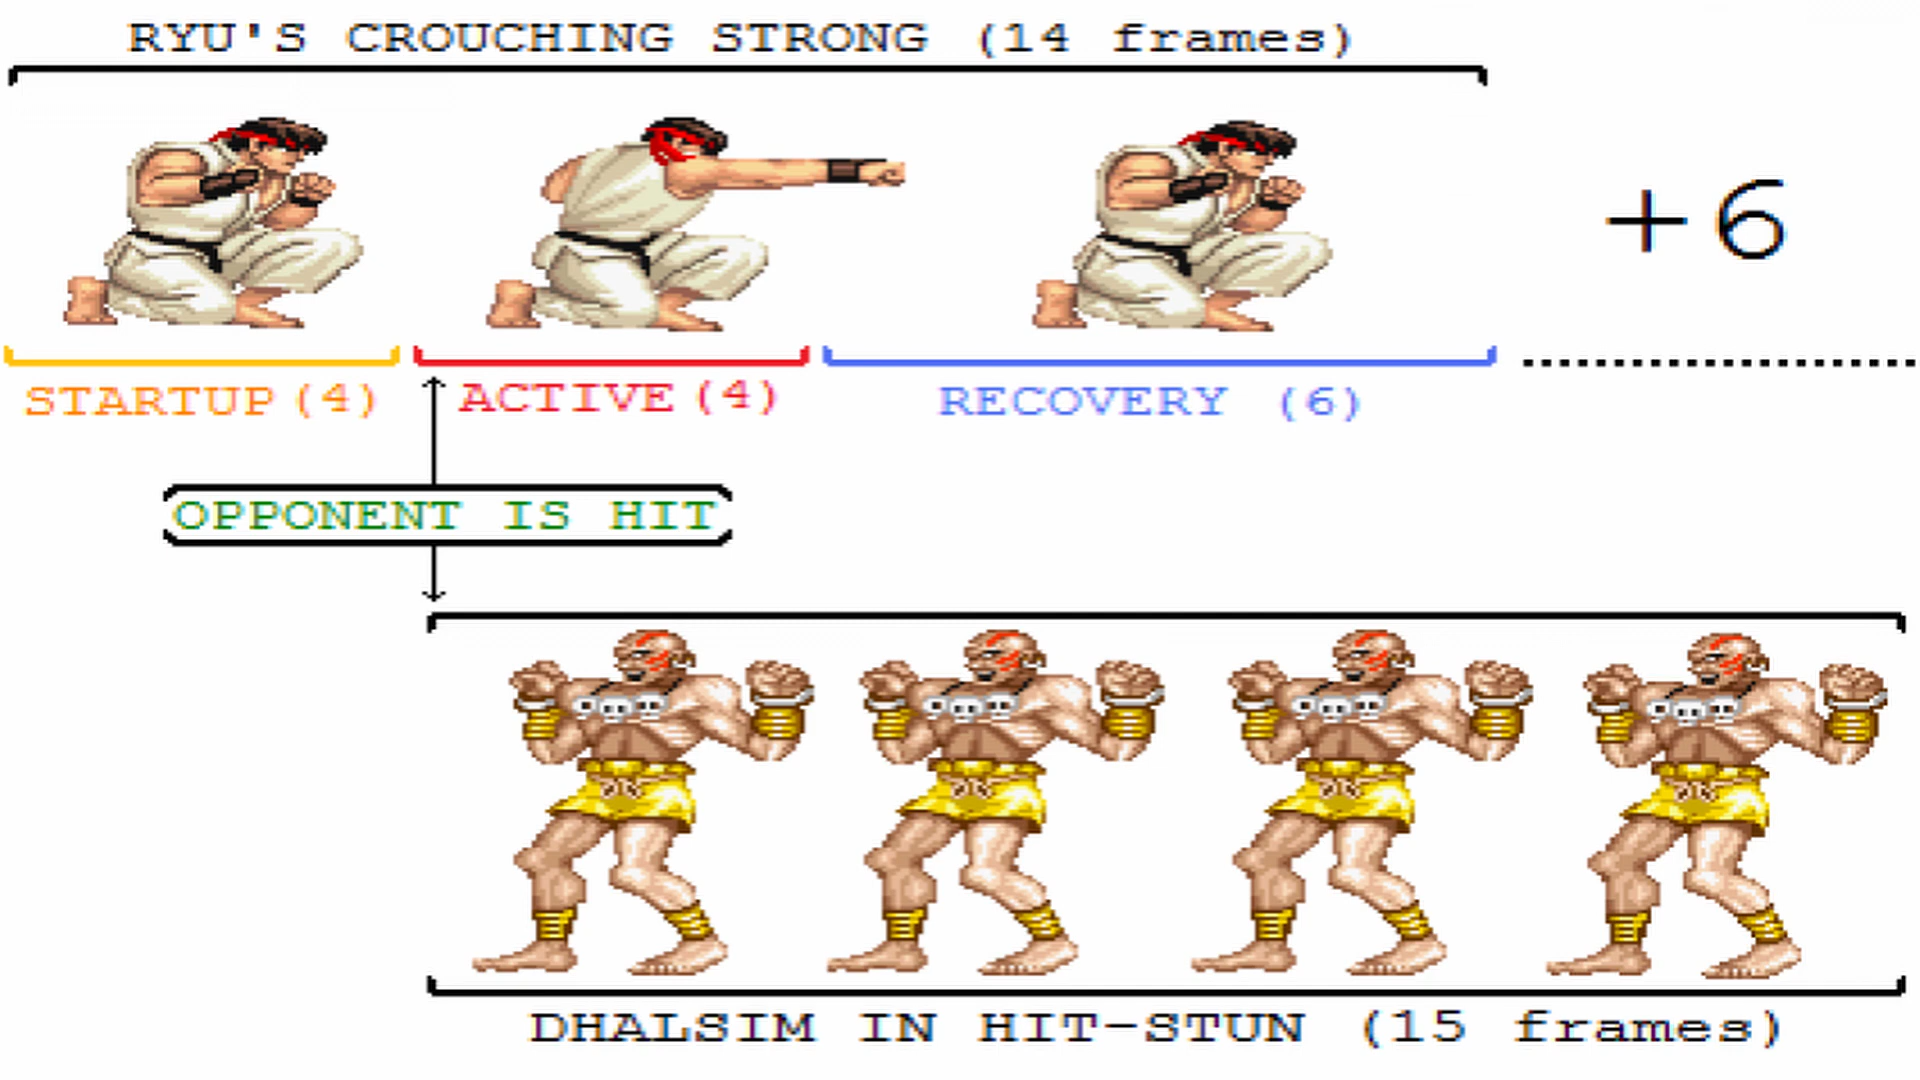 RYU'S CROUCHING STRONG (14 frames)
+6
STARTUP (4) ACTIVE (4) RECOVERY (6)
OPPONENT IS HIT
DHALSIM IN HIT-STUN (15 frames)